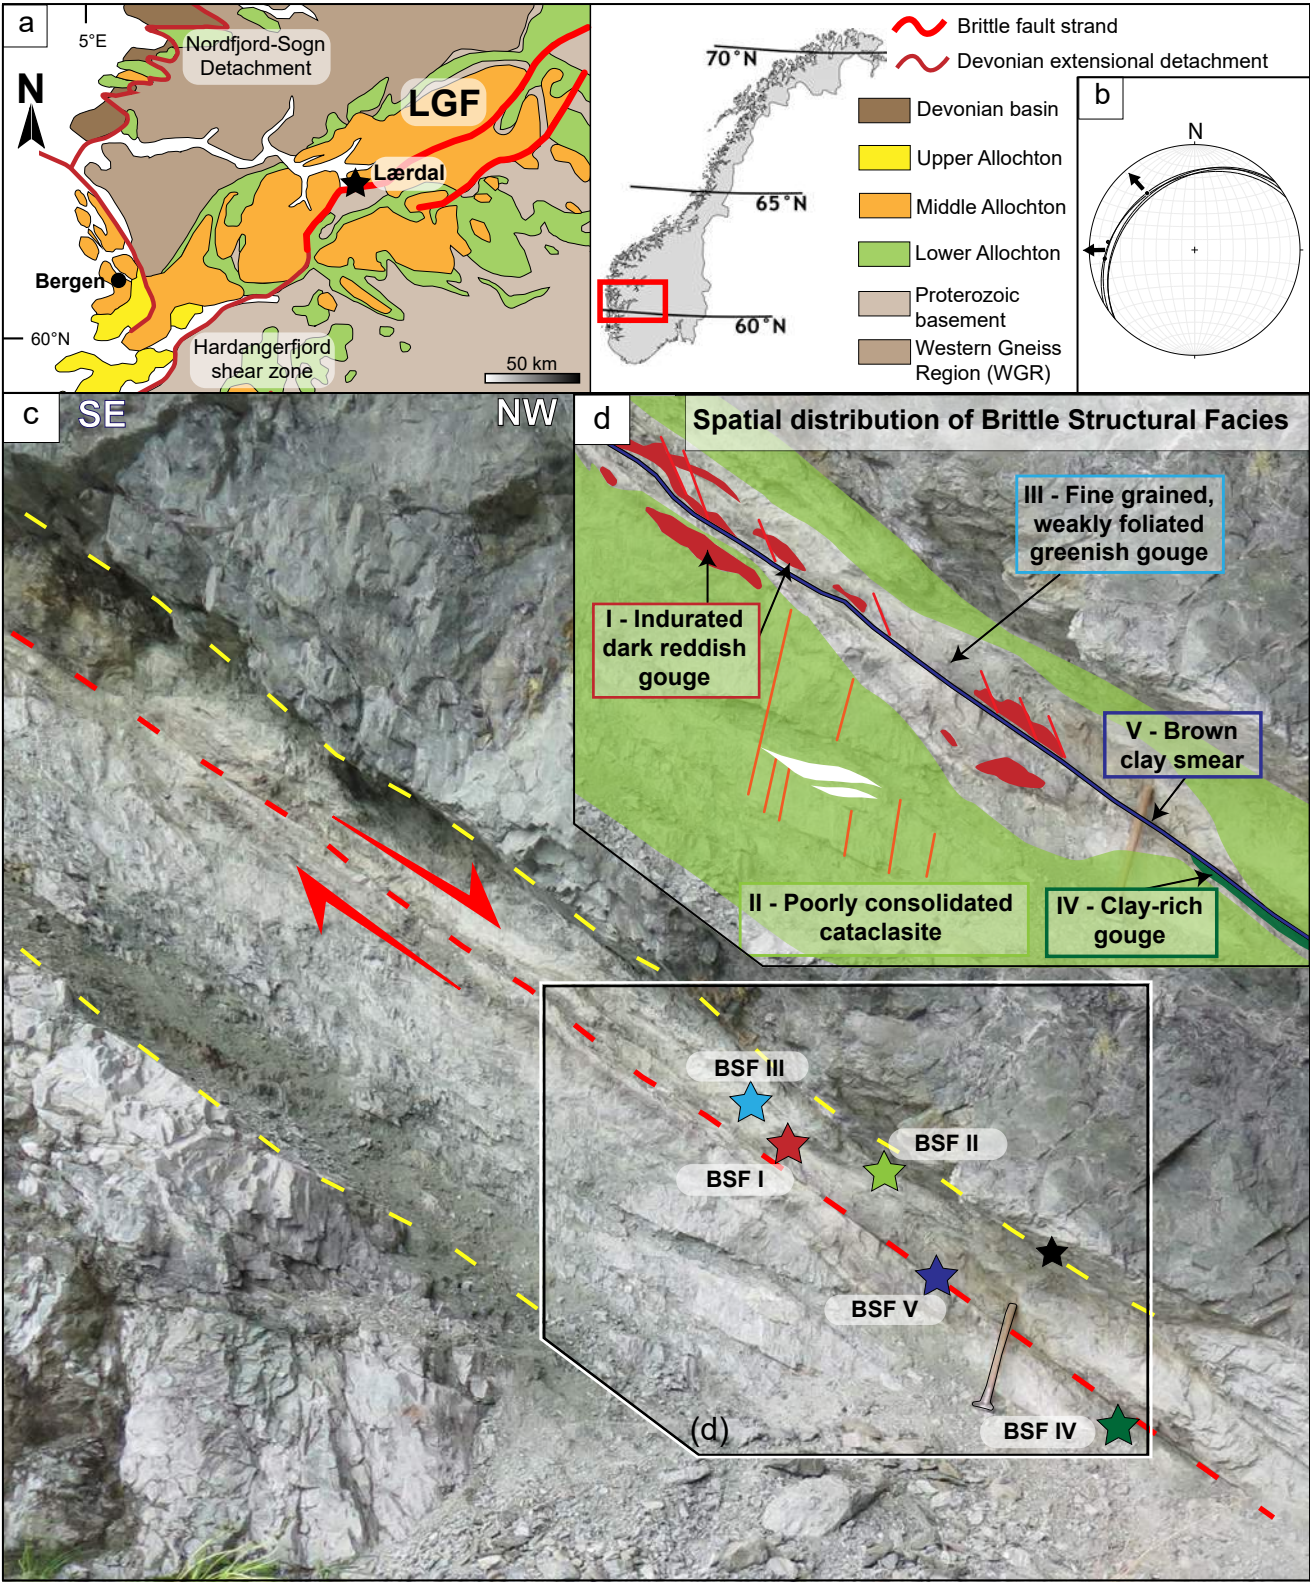 a
5°E
Nordfjord-Sogn
Detachment
N
LGF
Lærdal
Bergen
60°N
Hardangerfjord
shear zone
50 km
70°N
65°N
60°N
Brittle fault strand
Devonian extensional detachment
Devonian basin
Upper Allochton
Middle Allochton
Lower Allochton
Proterozoic
basement
Western Gneiss
Region (WGR)
b
N
c
SE
NW
d
Spatial distribution of Brittle Structural Facies
III - Fine grained,
weakly foliated
greenish gouge
I - Indurated
dark reddish
gouge
V - Brown
clay smear
II - Poorly consolidated
cataclasite
IV - Clay-rich
gouge
BSF III
BSF II
BSF I
BSF V
BSF IV
(d)